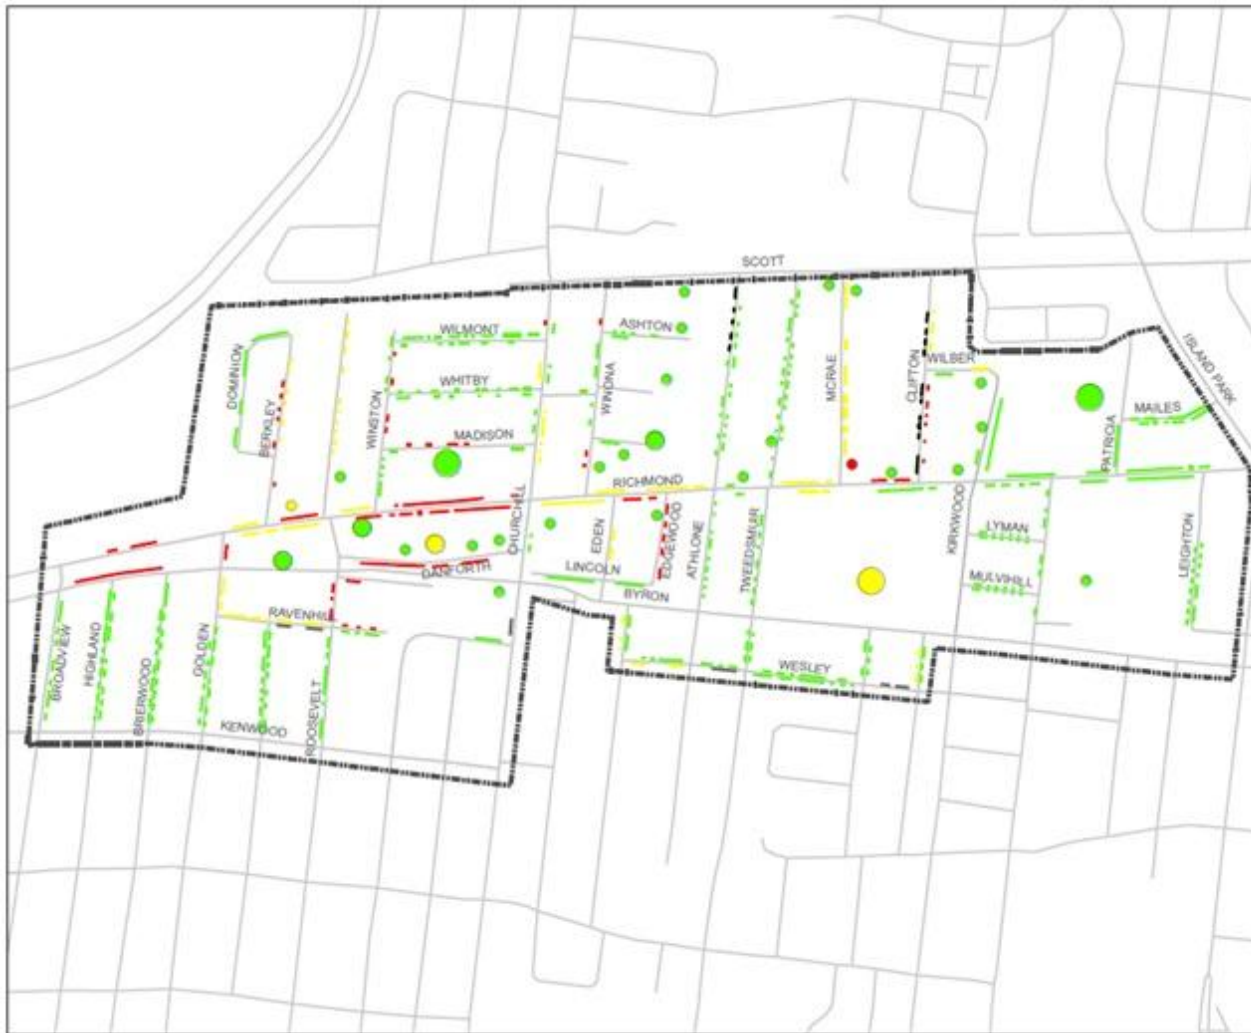 SCOTT
ISLAND PARK
WILMONT
ASHTON
DOMINION
MCRAE
CLIFTON
WILBER
WHITBY
WINONA
BERKLEY
WINSTON
MADISON
MAILES
PATRICIA
RICHMOND
CHURCHILL
EDEN
EDGEWOOD
ATHLONE
TWEEDSMUIR
KIRKWOOD
LYMAN
LEIGHTON
DANFORTH
LINCOLN
BYRON
MULVIHILL
RAVENHILL
BROADVIEW
HIGHLAND
BRIERWOOD
GOLDEN
ROOSEVELT
WESLEY
KENWOOD